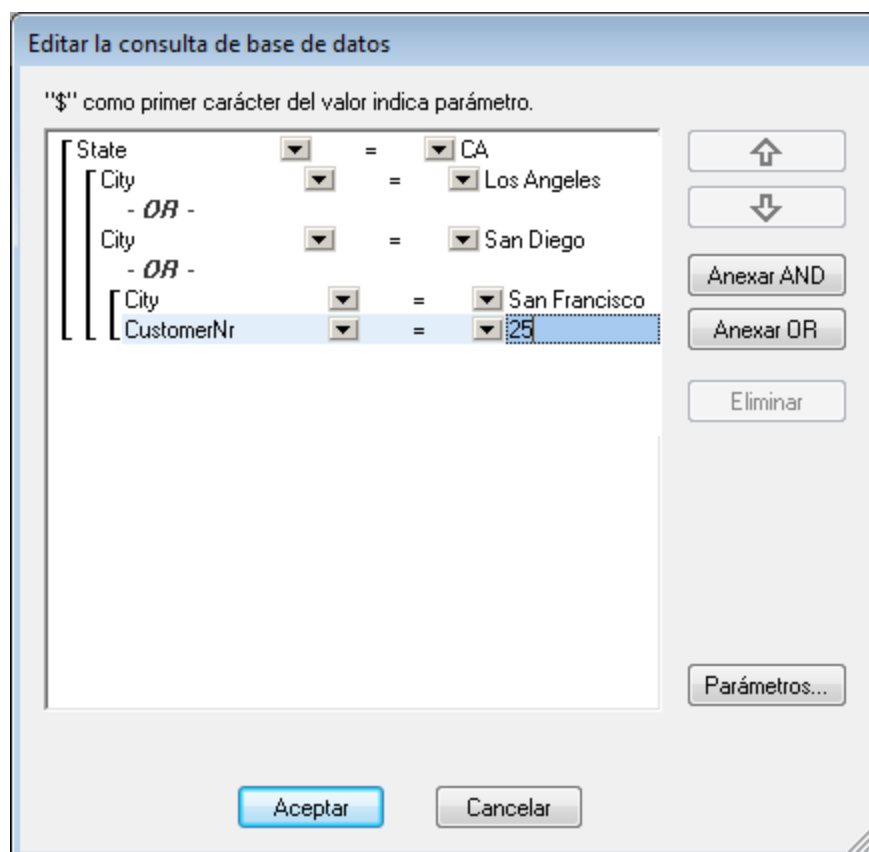 Editar la consulta de base de datos
"$" como primer carácter del valor indica parámetro.
State = CA
City = Los Angeles
- OR -
City = San Diego
- OR -
City = San Francisco
CustomerNr = 25
Anexar AND
Anexar OR
Eliminar
Parámetros...
Aceptar Cancelar